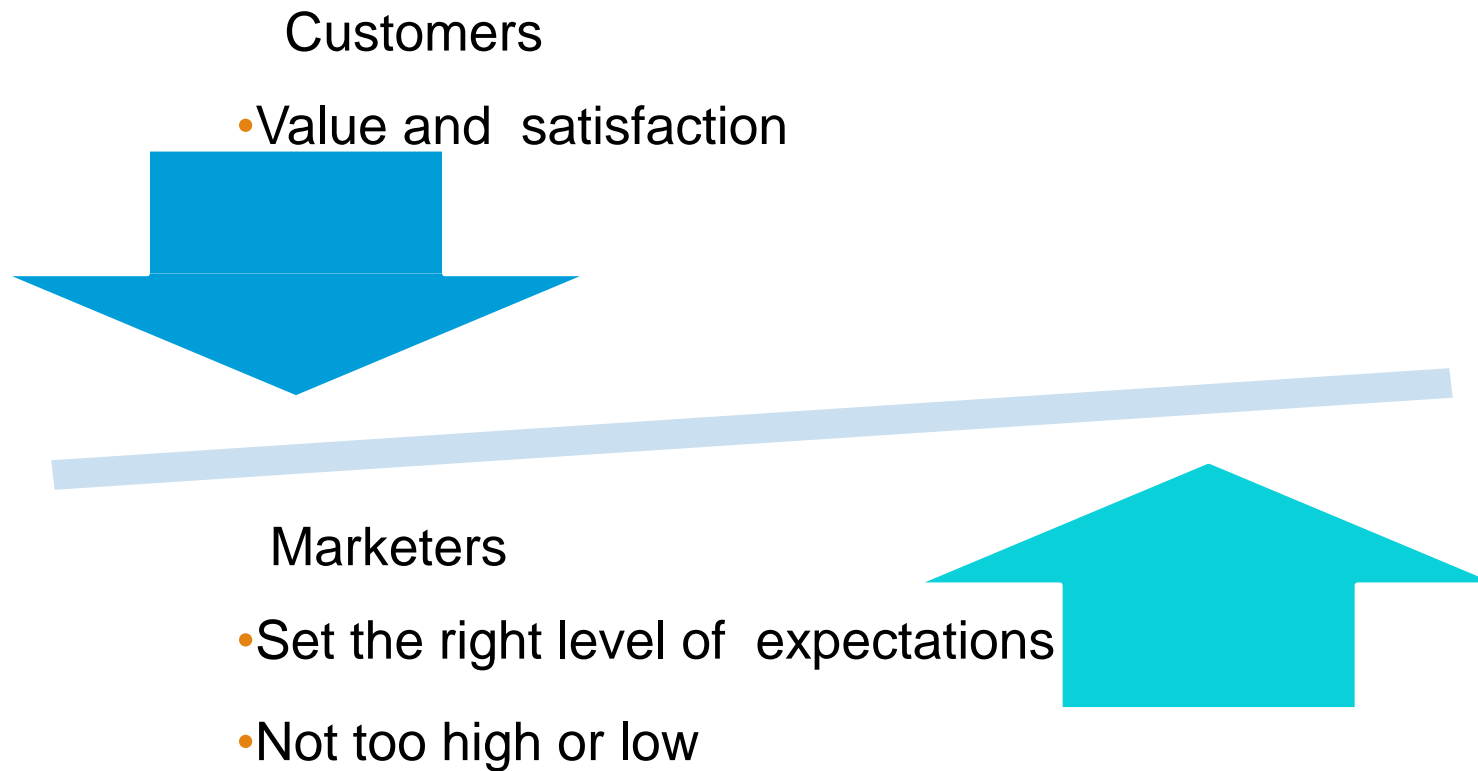 Customers
•Value and satisfaction
Marketers
•Set the right level of expectations
•Not too high or low